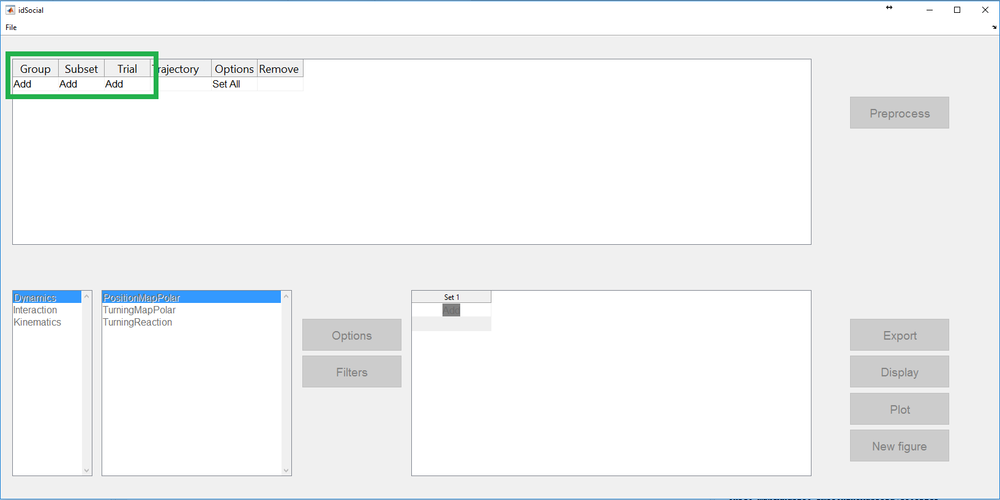 idSocial
File
Group Subset Trial Trajectory Options Remove
Add Add Add Set All
Preprocess
Dynamics
Interaction
Kinematics
PositionMapPolar
TurningMapPolar
TurningReaction
Options
Filters
Set 1
Add
Export
Display
Plot
New figure